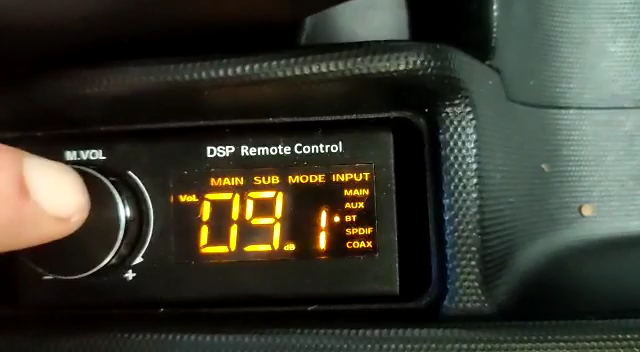 M.VOL
DSP Remote Control
MAIN SUB MODE INPUT
VoL 09 dB 1
MAIN
AUX
BT
SPDIF
COAX
- +